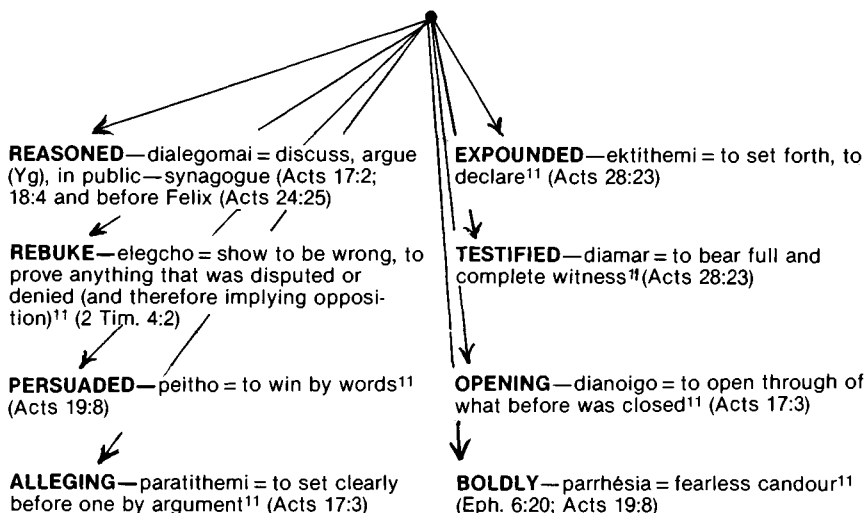 REASONED—dialegomai = discuss, argue
(Yg), in public—synagogue (Acts 17:2;
18:4 and before Felix (Acts 24:25)
REBUKE—elegcho = show to be wrong, to
prove anything that was disputed or
denied (and therefore implying opposi-
tion)¹¹ (2 Tim. 4:2)
PERSUADED—peitho = to win by words¹¹
(Acts 19:8)
ALLEGING—paratithemi = to set clearly
before one by argument¹¹ (Acts 17:3)
EXPOUNDED—ektithemi = to set forth, to
declare¹¹ (Acts 28:23)
TESTIFIED—diamar = to bear full and
complete witness¹¹ (Acts 28:23)
OPENING—dianoigo = to open through of
what before was closed¹¹ (Acts 17:3)
BOLDLY—parrhésia = fearless candour¹¹
(Eph. 6:20; Acts 19:8)